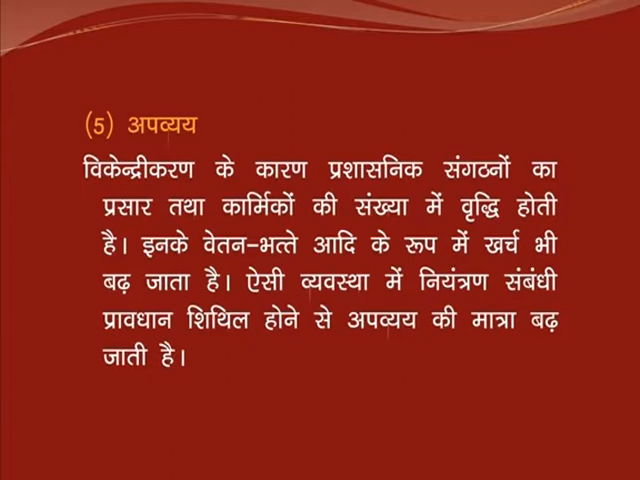 (5) अपव्यय
विकेन्द्रीकरण के कारण प्रशासनिक संगठनों का
प्रसार तथा कार्मिकों की संख्या में वृद्धि होती
है। इनके वेतन-भत्ते आदि के रूप में खर्च भी
बढ़ जाता है। ऐसी व्यवस्था में नियंत्रण संबंधी
प्रावधान शिथिल होने से अपव्यय की मात्रा बढ़
जाती है।